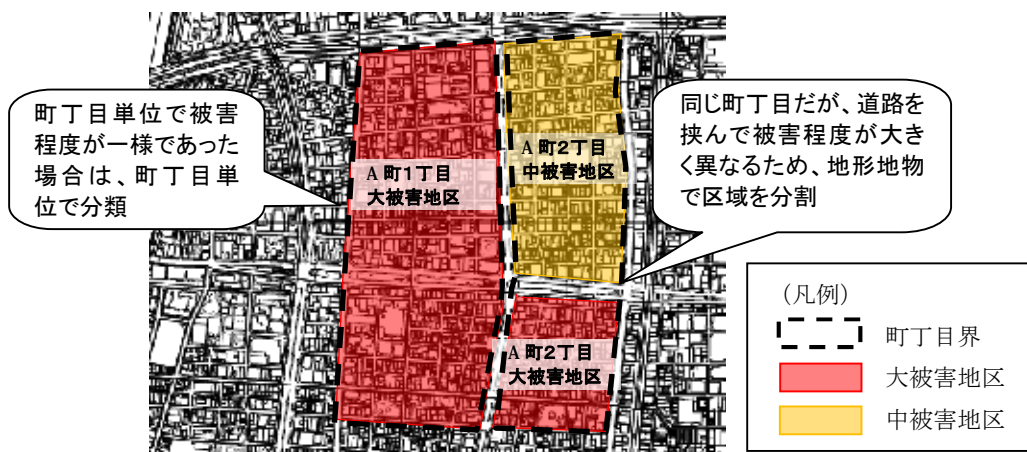 町丁目単位で被害
程度が一様であった
場合は、町丁目単
位で分類
A 町1丁目
大被害地区
A 町2丁目
中被害地区
同じ町丁目だが、道路を
挟んで被害程度が大き
く異なるため、地形地物
で区域を分割
A 町2丁目
大被害地区
(凡例)
町丁目界
大被害地区
中被害地区